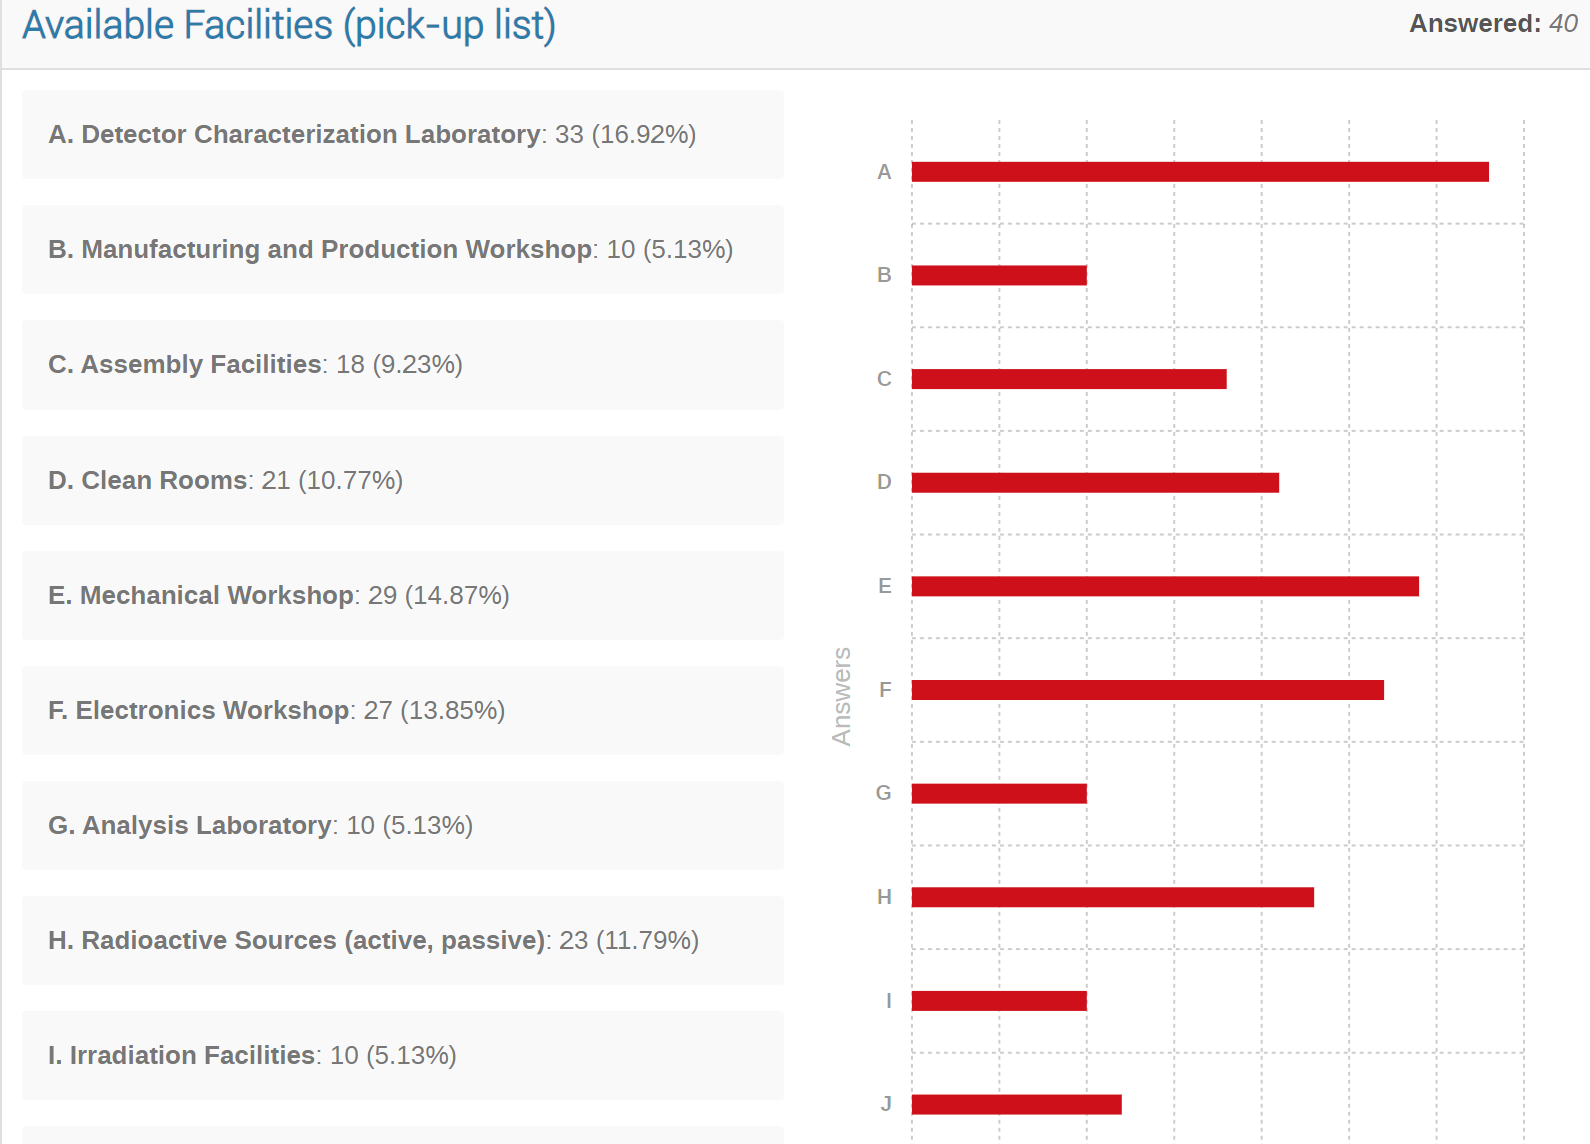 Available Facilities (pick-up list)
Answered: 40
A. Detector Characterization Laboratory: 33 (16.92%)
B. Manufacturing and Production Workshop: 10 (5.13%)
C. Assembly Facilities: 18 (9.23%)
D. Clean Rooms: 21 (10.77%)
E. Mechanical Workshop: 29 (14.87%)
F. Electronics Workshop: 27 (13.85%)
G. Analysis Laboratory: 10 (5.13%)
H. Radioactive Sources (active, passive): 23 (11.79%)
I. Irradiation Facilities: 10 (5.13%)
Answers
A
B
C
D
E
F
G
H
I
J